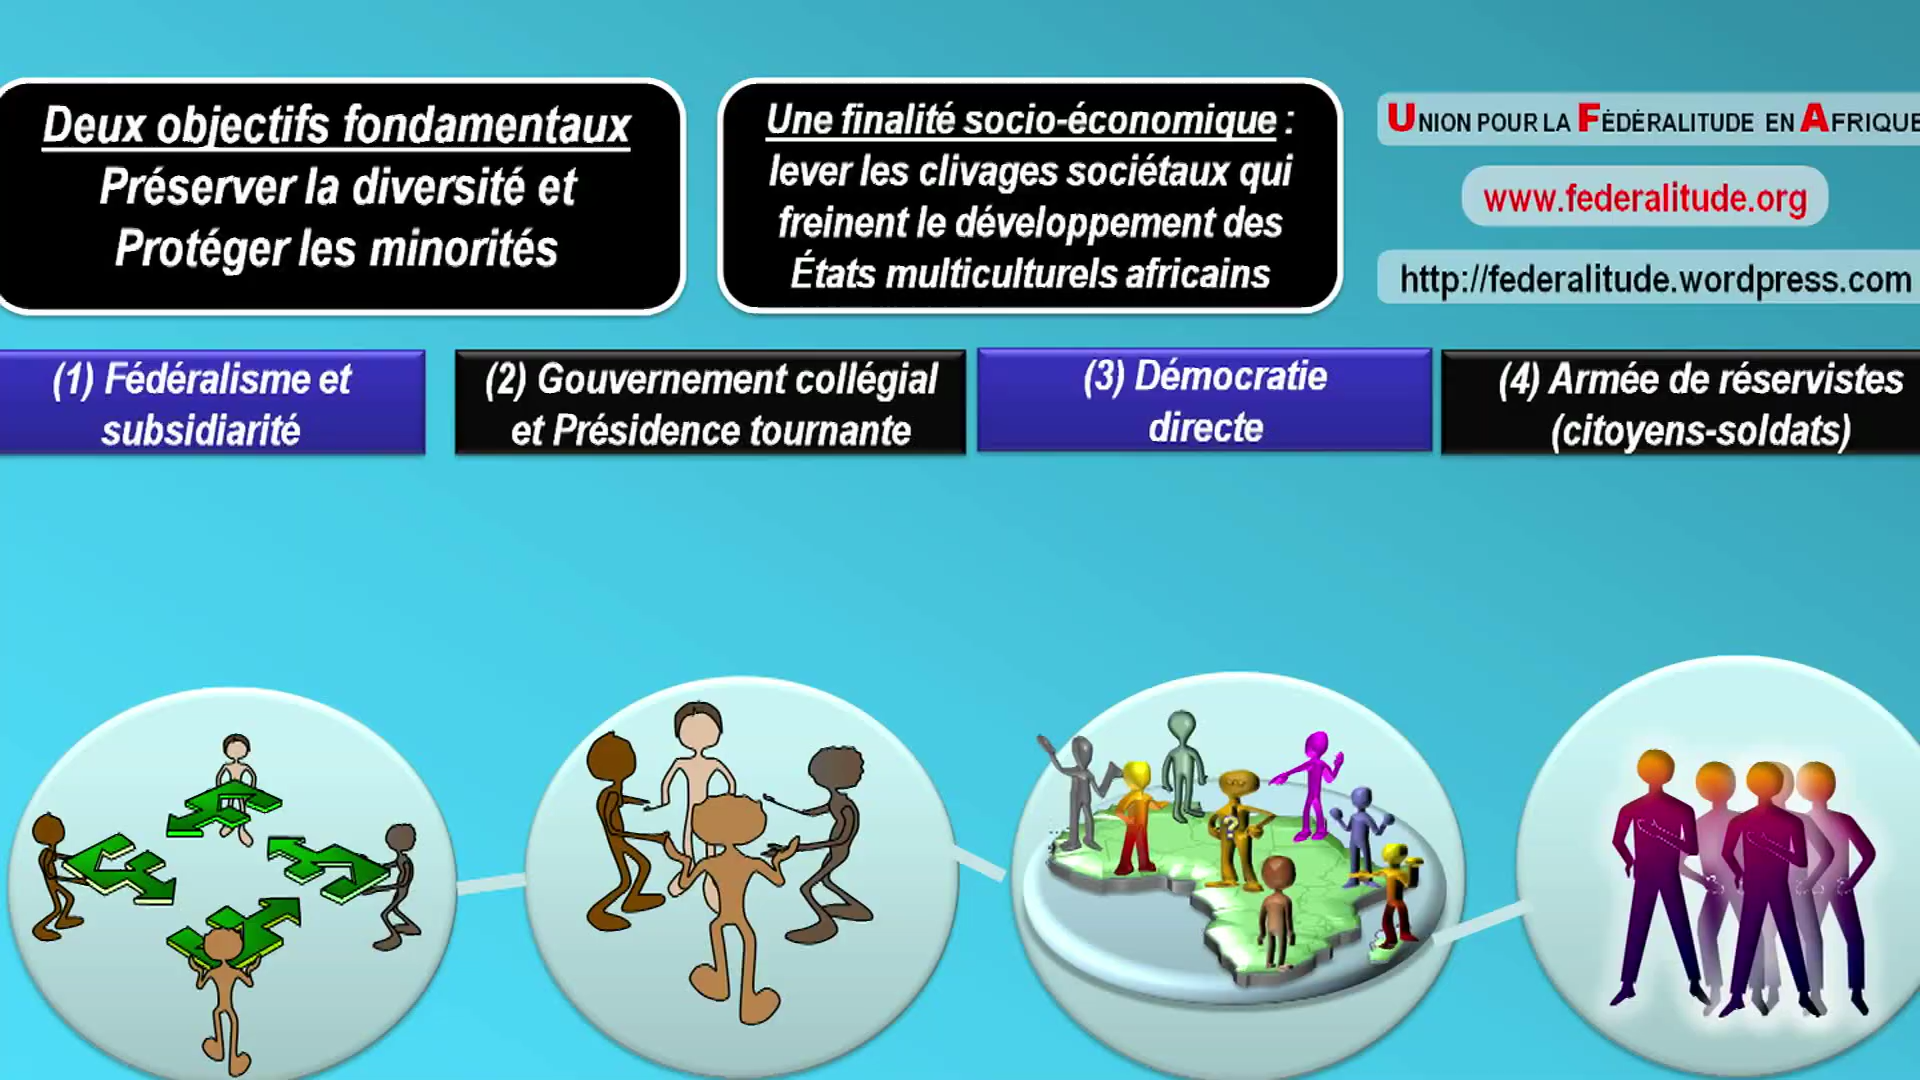 Deux objectifs fondamentaux
Préserver la diversité et
Protéger les minorités
Une finalité socio-économique :
lever les clivages sociétaux qui
freinent le développement des
États multiculturels africains
UNION POUR LA FÉDÉRALITUDE EN AFRIQUE
www.federalitude.org
http://federalitude.wordpress.com
(1) Fédéralisme et
subsidiarité
(2) Gouvernement collégial
et Présidence tournante
(3) Démocratie
directe
(4) Armée de réservistes
(citoyens-soldats)